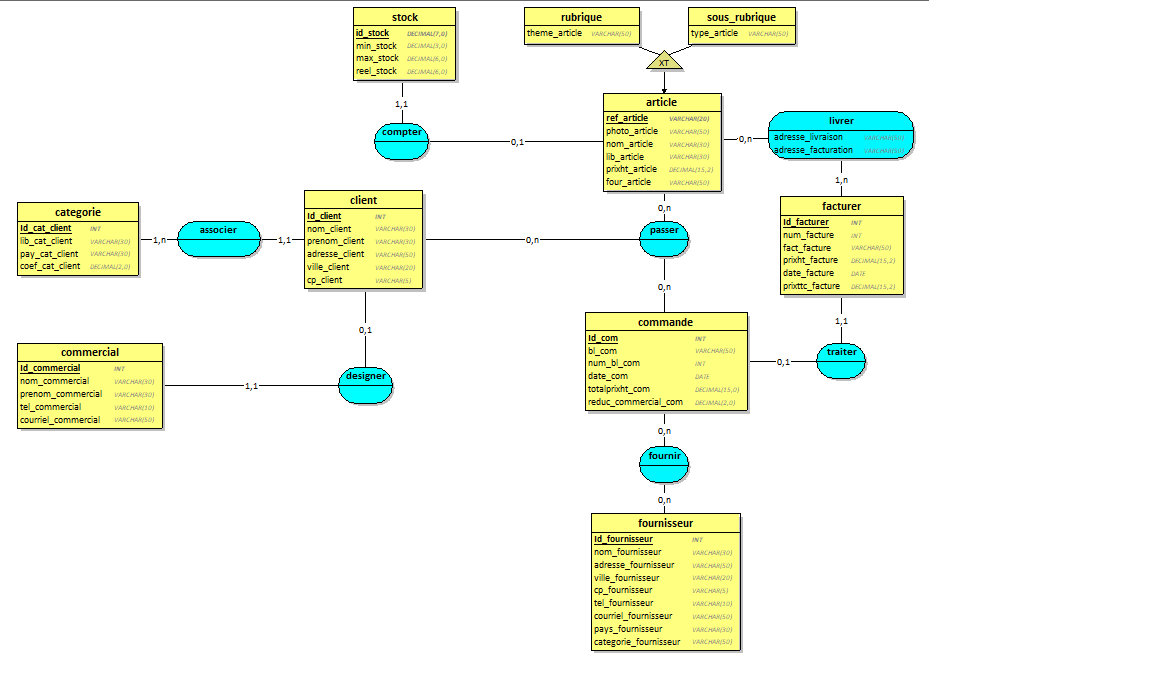 stock
id_stock DECIMAL(7,0)
min_stock DECIMAL(3,0)
max_stock DECIMAL(6,0)
reel_stock DECIMAL(6,0)
rubrique
theme_article VARCHAR(50)
sous_rubrique
type_article VARCHAR(50)
XT
1,1
compter
0,1
article
ref_article VARCHAR(20)
photo_article VARCHAR(50)
nom_article VARCHAR(30)
lib_article VARCHAR(30)
prixht_article DECIMAL(15,2)
four_article VARCHAR(50)
0,n
livrer
adresse_livraison VARCHAR(50)
adresse_facturation VARCHAR(50)
1,n
categorie
Id_cat_client INT
lib_cat_client VARCHAR(30)
pay_cat_client VARCHAR(30)
coef_cat_client DECIMAL(2,0)
1,n
associer
1,1
client
Id_client INT
nom_client VARCHAR(30)
prenom_client VARCHAR(30)
adresse_client VARCHAR(50)
ville_client VARCHAR(20)
cp_client VARCHAR(5)
0,n
0,n
passer
0,n
facturer
Id_facturer INT
num_facture INT
fact_facture VARCHAR(50)
prixht_facture DECIMAL(15,2)
date_facture DATE
prixttc_facture DECIMAL(15,2)
0,1
1,1
commercial
Id_commercial INT
nom_commercial VARCHAR(30)
prenom_commercial VARCHAR(30)
tel_commercial VARCHAR(10)
courriel_commercial VARCHAR(50)
1,1
designer
commande
Id_com INT
bl_com VARCHAR(50)
num_bl_com INT
date_com DATE
totalprixht_com DECIMAL(15,0)
reduc_commercial_com DECIMAL(2,0)
0,1
traiter
0,n
fournir
0,n
fournisseur
Id_fournisseur INT
nom_fournisseur VARCHAR(30)
adresse_fournisseur VARCHAR(50)
ville_fournisseur VARCHAR(20)
cp_fournisseur VARCHAR(5)
tel_fournisseur VARCHAR(10)
courriel_fournisseur VARCHAR(50)
pays_fournisseur VARCHAR(30)
categorie_fournisseur VARCHAR(50)